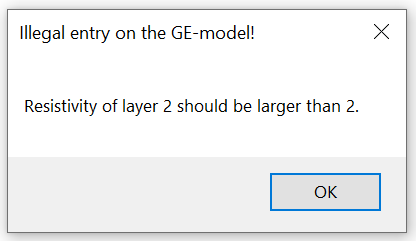 Illegal entry on the GE-model!
Resistivity of layer 2 should be larger than 2.
OK